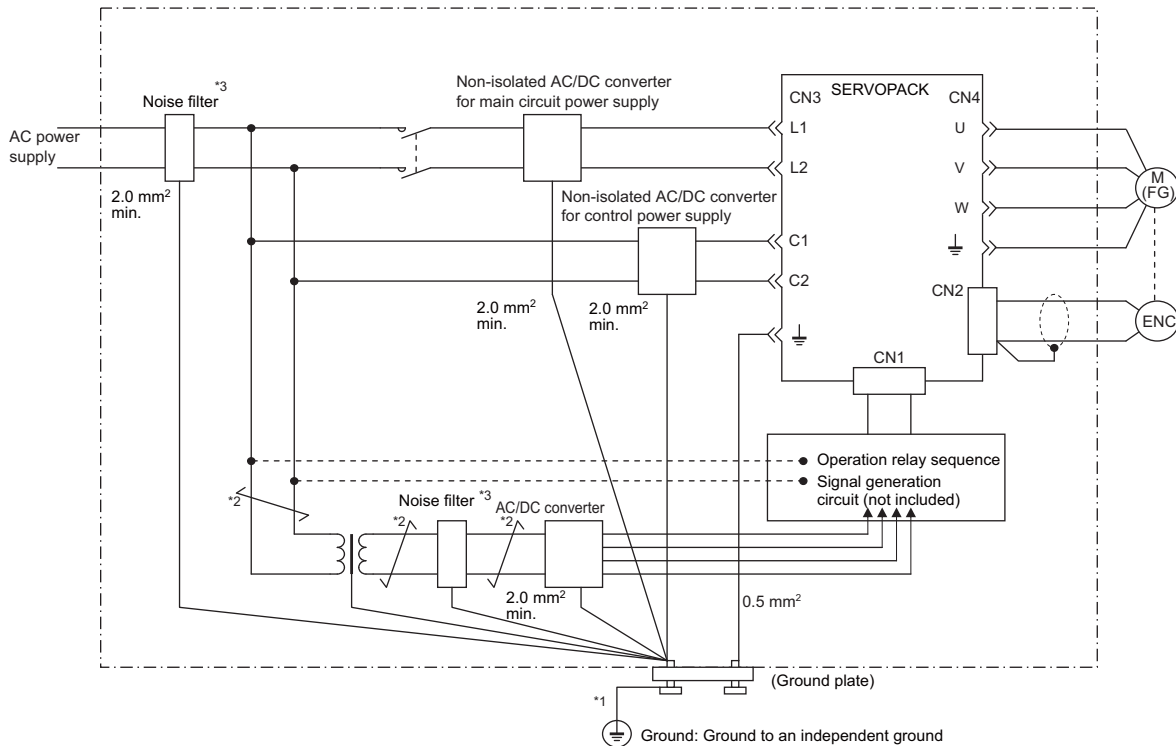 Noise filter *3
Non-isolated AC/DC converter
for main circuit power supply
CN3
SERVOPACK
CN4
AC power
supply
L1
U
L2
V
M
(FG)
2.0 mm²
min.
Non-isolated AC/DC converter
for control power supply
W
C1
C2
CN2
2.0 mm²
min.
2.0 mm²
min.
ENC
CN1
Operation relay sequence
Signal generation
circuit (not included)
*2
Noise filter *3
*2
AC/DC converter
*2
2.0 mm²
min.
0.5 mm²
(Ground plate)
*1
Ground: Ground to an independent ground